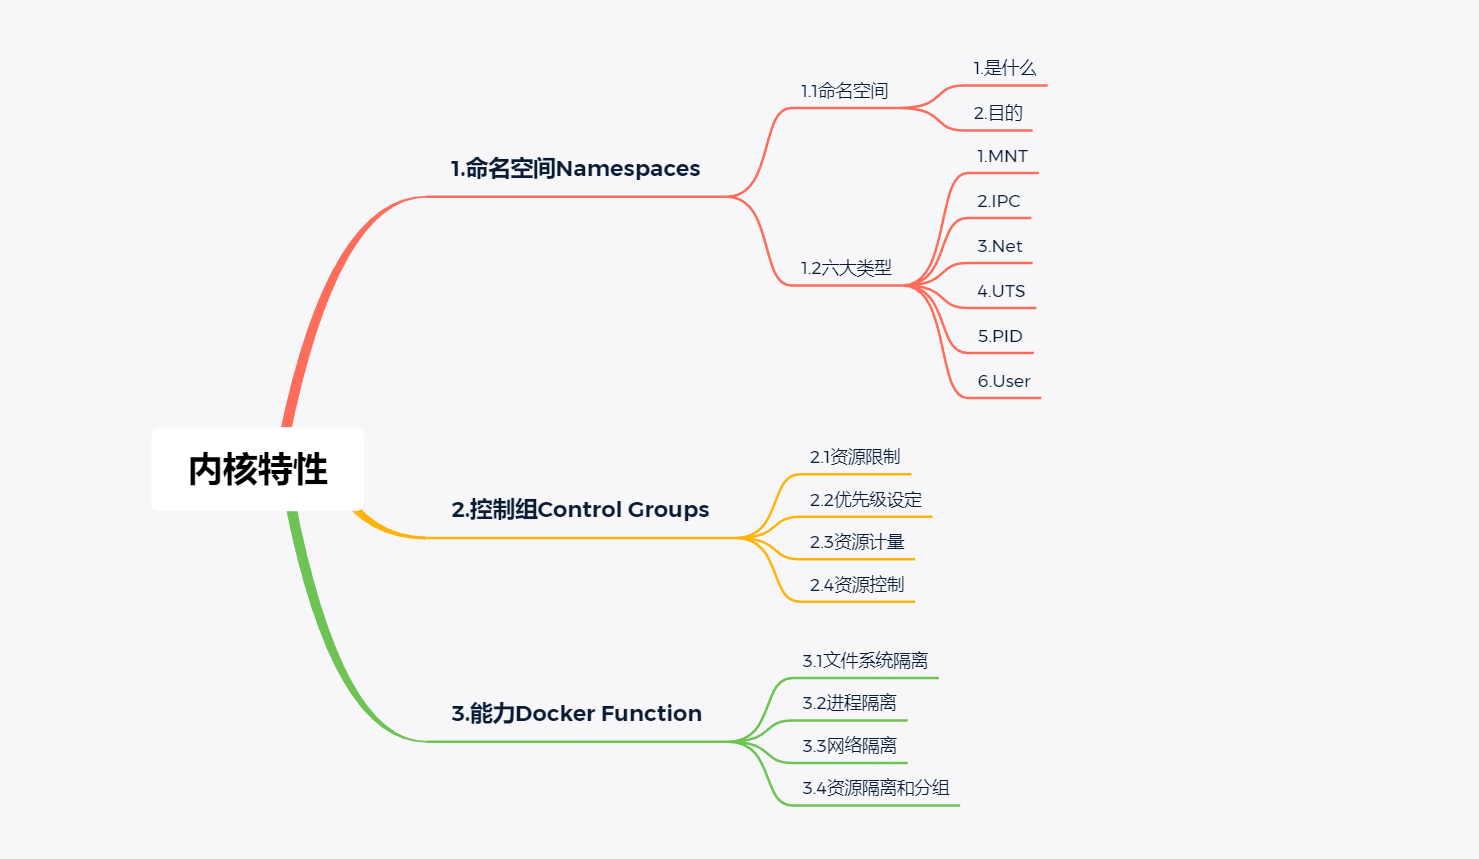 内核特性
1.命名空间Namespaces
1.1命名空间
1.是什么
2.目的
1.2六大类型
1.MNT
2.IPC
3.Net
4.UTS
5.PID
6.User
2.控制组Control Groups
2.1资源限制
2.2优先级设定
2.3资源计量
2.4资源控制
3.能力Docker Function
3.1文件系统隔离
3.2进程隔离
3.3网络隔离
3.4资源隔离和分组